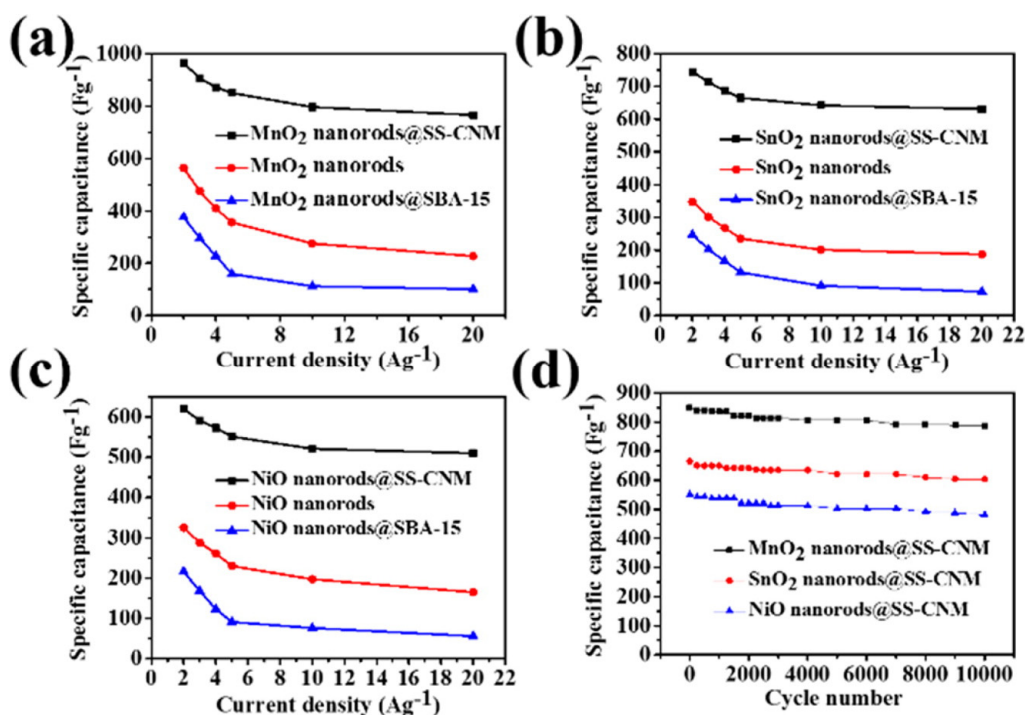 (a)
1000
800
600
400
200
0
Specific capacitance (Fg⁻¹)
MnO₂ nanorods@SS-CNM
MnO₂ nanorods
MnO₂ nanorods@SBA-15
0 2 4 6 8 10 12 14 16 18 20 22
Current density (Ag⁻¹)
(b)
800
700
600
500
400
300
200
100
0
Specific capacitance (Fg⁻¹)
SnO₂ nanorods@SS-CNM
SnO₂ nanorods
SnO₂ nanorods@SBA-15
0 2 4 6 8 10 12 14 16 18 20 22
Current density (Ag⁻¹)
(c)
600
500
400
300
200
100
0
Specific capacitance (Fg⁻¹)
NiO nanorods@SS-CNM
NiO nanorods
NiO nanorods@SBA-15
0 2 4 6 8 10 12 14 16 18 20 22
Current density (Ag⁻¹)
(d)
900
800
700
600
500
400
300
200
100
0
Specific capacitance (Fg⁻¹)
MnO₂ nanorods@SS-CNM
SnO₂ nanorods@SS-CNM
NiO nanorods@SS-CNM
0 2000 4000 6000 8000 10000
Cycle number